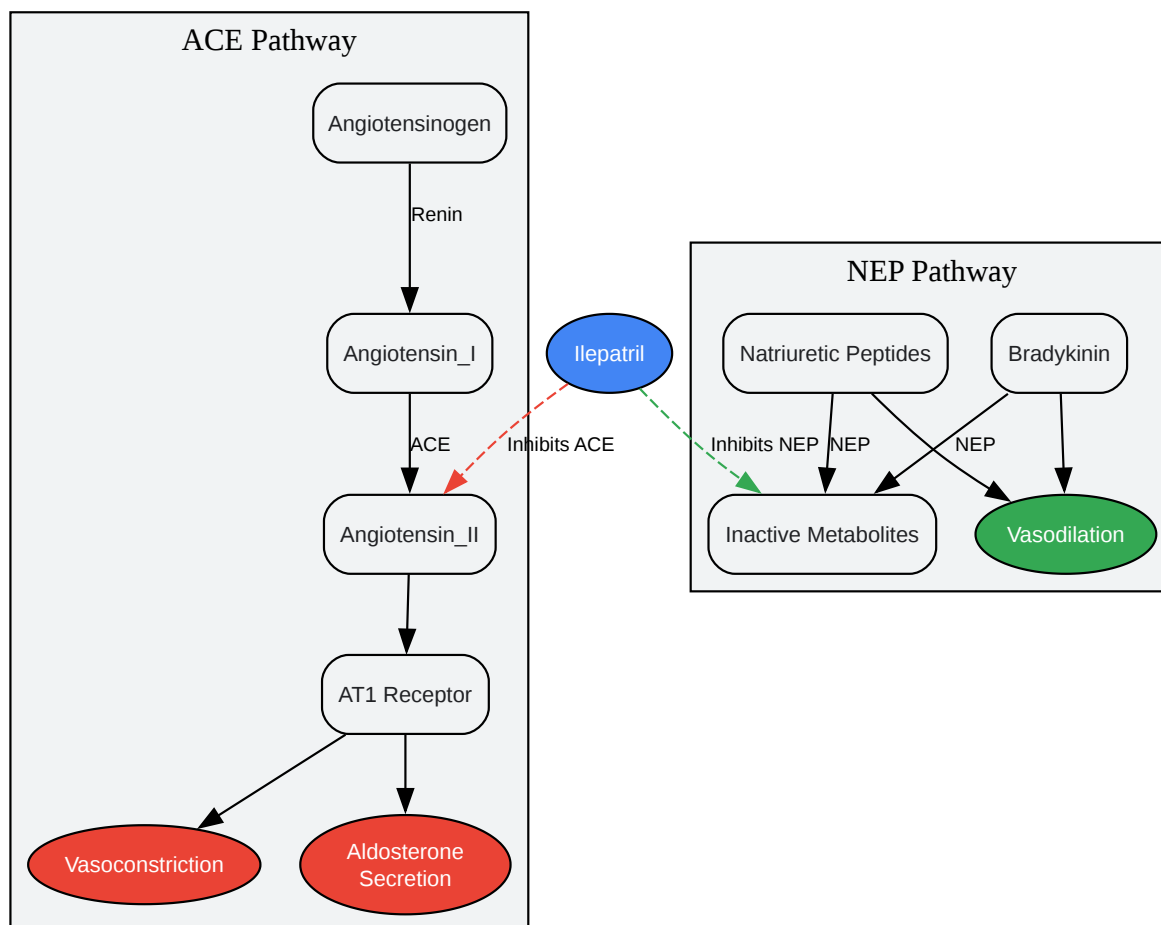 ACE Pathway
Angiotensinogen
Renin
NEP Pathway
Angiotensin_I
Ilepatril
Natriuretic Peptides
Bradykinin
ACE
Inhibits ACE
Inhibits NEP
NEP
NEP
Angiotensin_II
Inactive Metabolites
Vasodilation
AT1 Receptor
Vasoconstriction
Aldosterone
Secretion